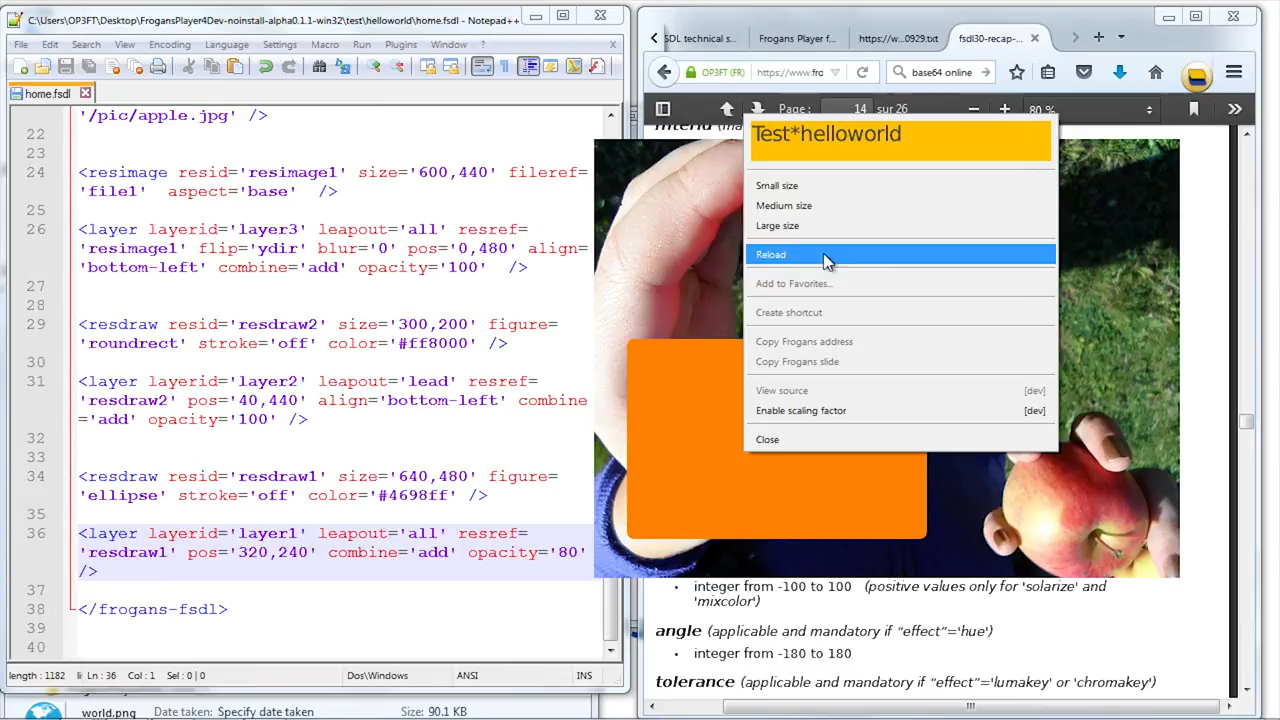 C:\Users\OP3FT\Desktop\FrogansPlayer4Dev-noinstall-alpha0.1.1-win32\test\helloworld\home.fsdl - Notepad++
File Edit Search View Encoding Language Settings Macro Run Plugins Window ? X
home.fsdl
'/pic/apple.jpg' />
22
23
24 <resimage resid='resimage1' size='600,440' fileref=
'file1' aspect='base' />
25
26 <layer layerid='layer3' leapout='all' resref=
'resimage1' flip='ydir' blur='0' pos='0,480' align=
'bottom-left' combine='add' opacity='100' />
27
28
29 <resdraw resid='resdraw2' size='300,200' figure=
'roundrect' stroke='off' color='#ff8000' />
30
31 <layer layerid='layer2' leapout='lead' resref=
'resdraw2' pos='40,440' align='bottom-left' combine
='add' opacity='100' />
32
33
34 <resdraw resid='resdraw1' size='640,480' figure=
'ellipse' stroke='off' color='#4698ff' />
35
36 <layer layerid='layer1' leapout='all' resref=
'resdraw1' pos='320,240' combine='add' opacity='80'
/>
37
38 </frogans-fsdl>
39
40
length : 1182 li Ln : 36 Col : 1 Sel : 0 | 0 Dos\Windows ANSI INS
world.png Date taken: Specify date taken Size: 90.1 KB
SDL technical s... Frogans Player f... https://w...0929.txt fsdl30-recap-...
OP3FT (FR) https://www.fro base64 online
Page : 14 sur 26 80 %
Test*helloworld
Small size
Medium size
Large size
Reload
Add to Favorites...
Create shortcut
Copy Frogans address
Copy Frogans slide
View source [dev]
Enable scaling factor [dev]
Close
• integer from -100 to 100 (positive values only for 'solarize' and
'mixcolor')
angle (applicable and mandatory if “effect”='hue')
• integer from -180 to 180
tolerance (applicable and mandatory if “effect”='lumakey' or 'chromakey')